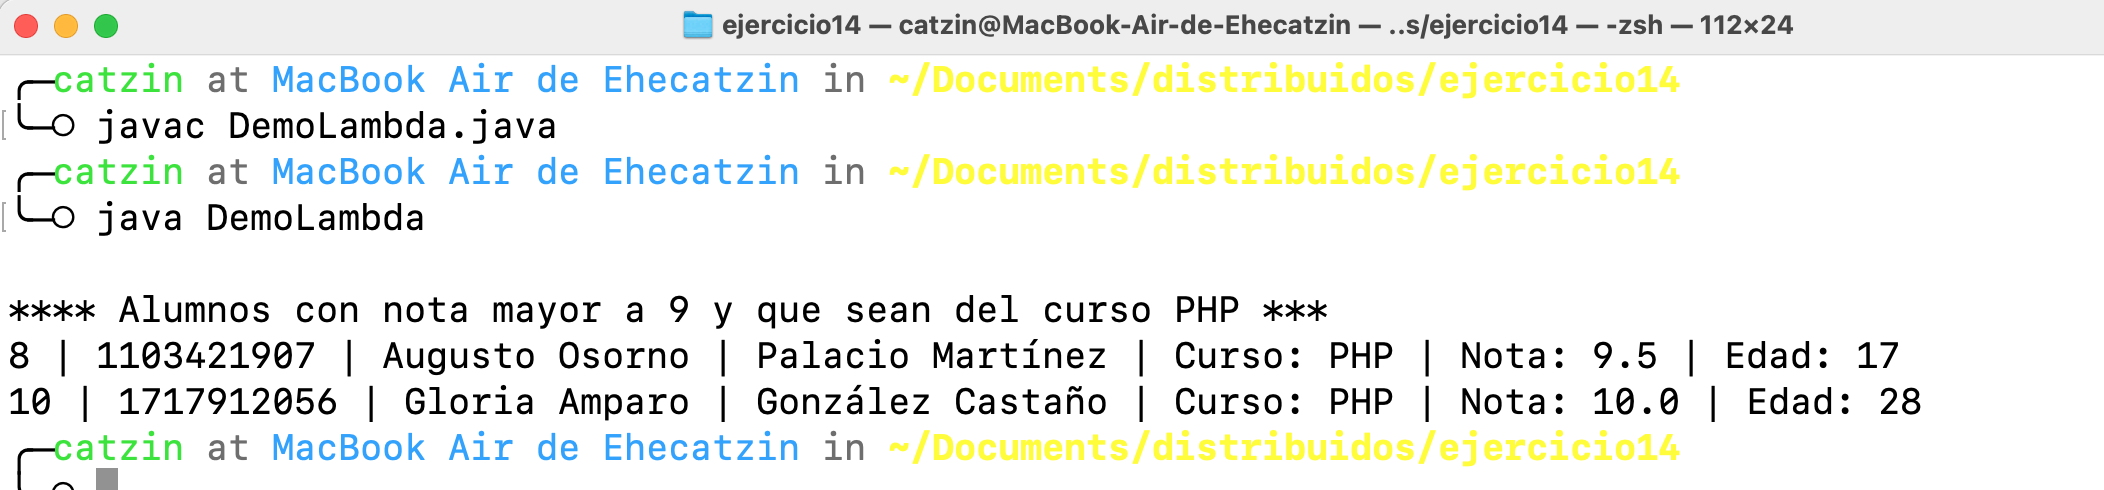 ejercicio14 — catzin@MacBook-Air-de-Ehecatzin — ..s/ejercicio14 — -zsh — 112×24
catzin at MacBook Air de Ehecatzin in ~/Documents/distribuidos/ejercicio14
javac DemoLambda.java
catzin at MacBook Air de Ehecatzin in ~/Documents/distribuidos/ejercicio14
java DemoLambda
**** Alumnos con nota mayor a 9 y que sean del curso PHP ***
8 | 1103421907 | Augusto Osorno | Palacio Martínez | Curso: PHP | Nota: 9.5 | Edad: 17
10 | 1717912056 | Gloria Amparo | González Castaño | Curso: PHP | Nota: 10.0 | Edad: 28
catzin at MacBook Air de Ehecatzin in ~/Documents/distribuidos/ejercicio14